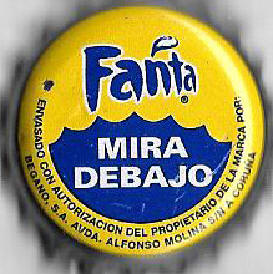 Fanta
®
MIRA
DEBAJO
* ENVASADO CON AUTORIZACION DEL PROPIETARIO DE LA MARCA POR:
BEGANO, S.A. AVDA. ALFONSO MOLINA S/N A CORUÑA